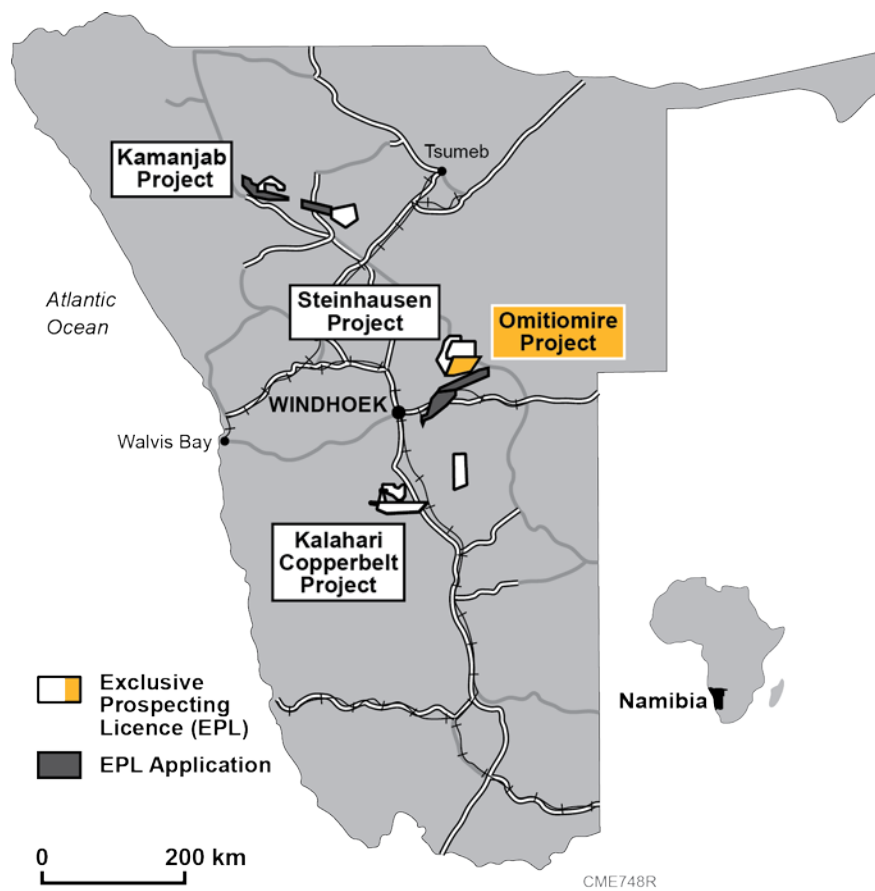 Tsumeb
Kamanjab
Project
Atlantic
Ocean
Steinhausen
Project
Omitiomire
Project
WINDHOEK
Walvis Bay
Kalahari
Copperbelt
Project
Exclusive
Prospecting
Licence (EPL)
EPL Application
Namibia
0 200 km
CME748R